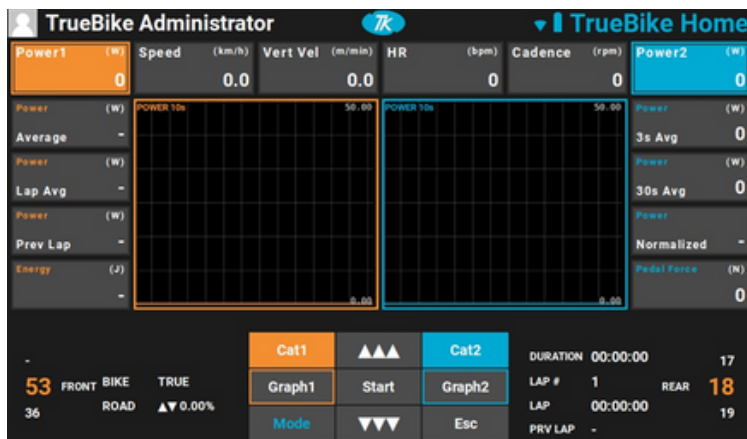 TrueBike Administrator TK TrueBike Home
Power1 (W) Speed (km/h) Vert Vel (m/min) HR (bpm) Cadence (rpm) Power2 (W)
0 0.0 0.0 0 0 0
Power (W) POWER 10s 50.00 POWER 10s 50.00 Power (W)
Average - 3s Avg 0
Power (W) Power (W)
Lap Avg - 30s Avg 0
Power (W) Power
Prev Lap - Normalized -
Energy (J) Pedal Force (N)
- 0.00 0.00 0
Cat1 ▲▲▲ Cat2
- DURATION 00:00:00 17
53 FRONT BIKE TRUE Graph1 Start Graph2 LAP # 1 REAR 18
36 ROAD ▲▼ 0.00% LAP 00:00:00 19
Mode ▼▼▼ Esc PRV LAP -